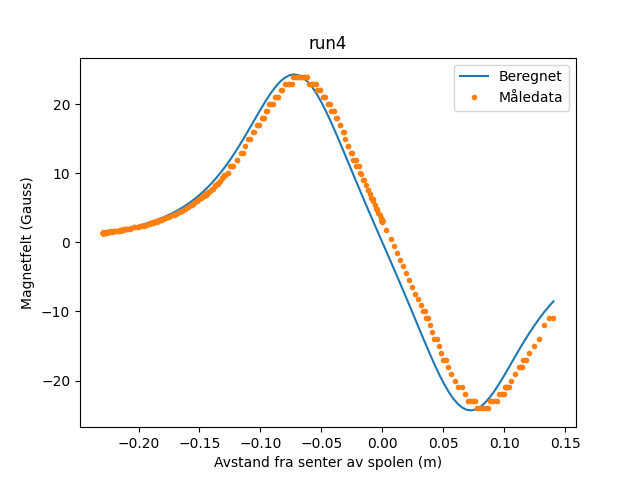 run4
Beregnet
Måledata
Magnetfelt (Gauss)
20
10
0
−10
−20
−0.20
−0.15
−0.10
−0.05
0.00
0.05
0.10
0.15
Avstand fra senter av spolen (m)